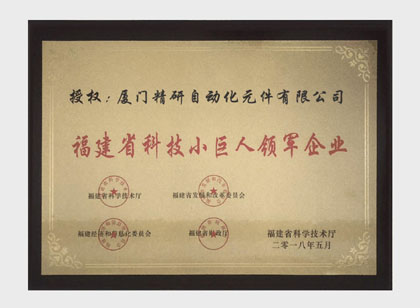 授权：厦门精研自动化元件有限公司
福建省科技小巨人领军企业
福建省科学技术厅 福建省发展和改革委员会
福建省经济和信息化委员会 福建省财政厅
福建省科学技术厅
二零一八年五月